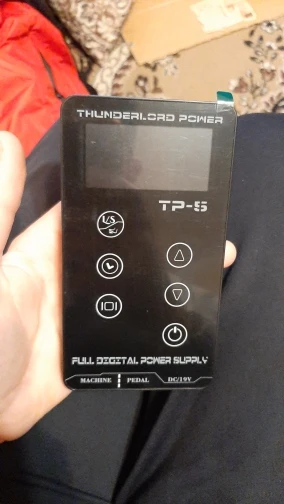 THUNDERLORD POWER
TP-5
L/S
FULL DIGITAL POWER SUPPLY
MACHINE PEDAL DC/19V